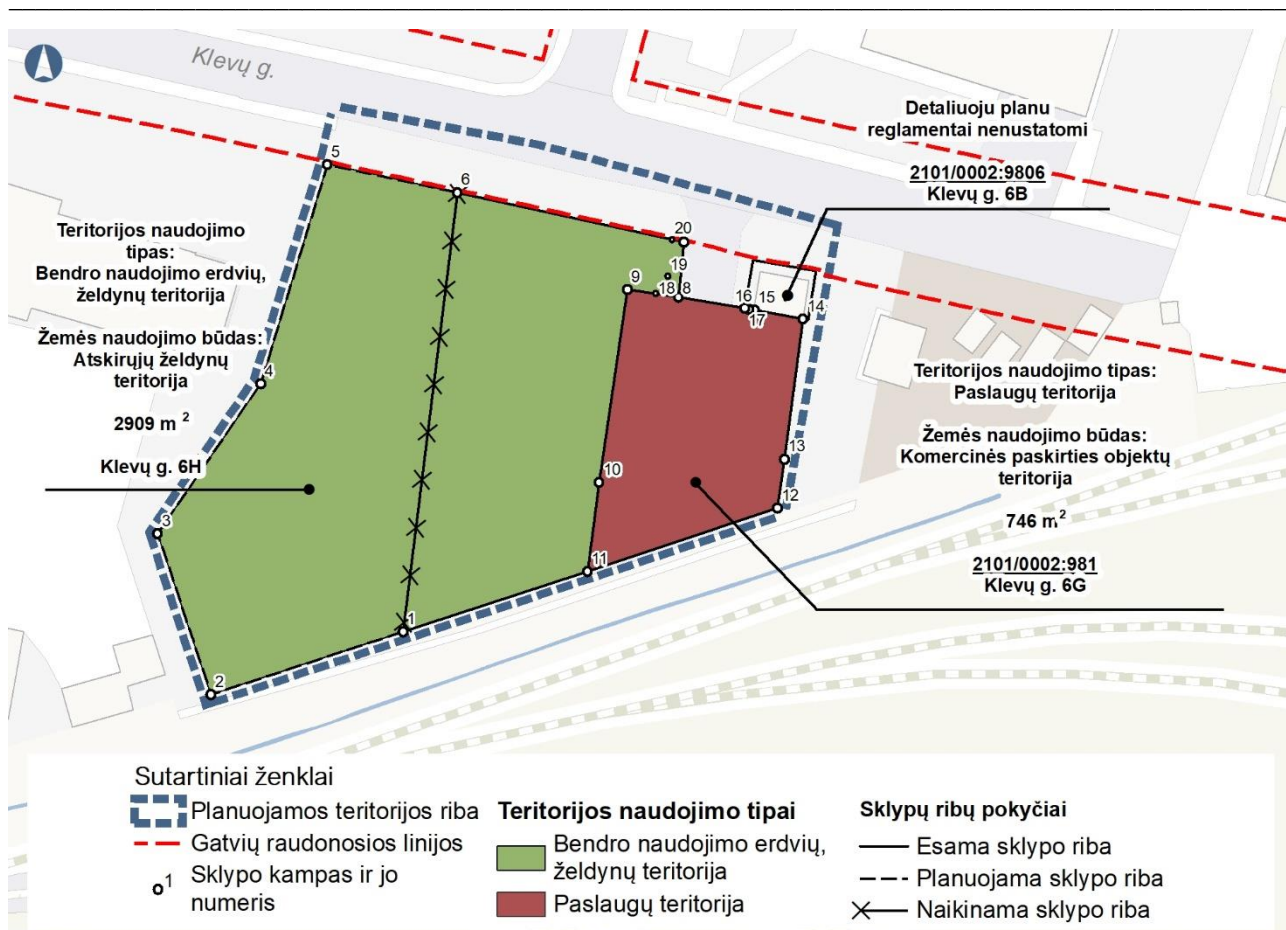 Klevų g.
Detaliuoju planu
reglamentai nenustatomi
2101/0002:9806
Klevų g. 6B
5
6
20
19
9
18
8
16
15
17
14
4
10
13
12
3
11
1
2
Teritorijos naudojimo
tipas:
Bendro naudojimo erdvių,
želdynų teritorija
Žemės naudojimo būdas:
Atskirųjų želdynų
teritorija
2909 m 2
Klevų g. 6H
Teritorijos naudojimo tipas:
Paslaugų teritorija
Žemės naudojimo būdas:
Komercinės paskirties objektų
teritorija
746 m2
2101/0002:981
Klevų g. 6G
Sutartiniai ženklai
Planuojamos teritorijos riba
Gatvių raudonosios linijos
1 Sklypo kampas ir jo
numeris
Teritorijos naudojimo tipai
Bendro naudojimo erdvių,
želdynų teritorija
Paslaugų teritorija
Sklypų ribų pokyčiai
Esama sklypo riba
Planuojama sklypo riba
Naikinama sklypo riba